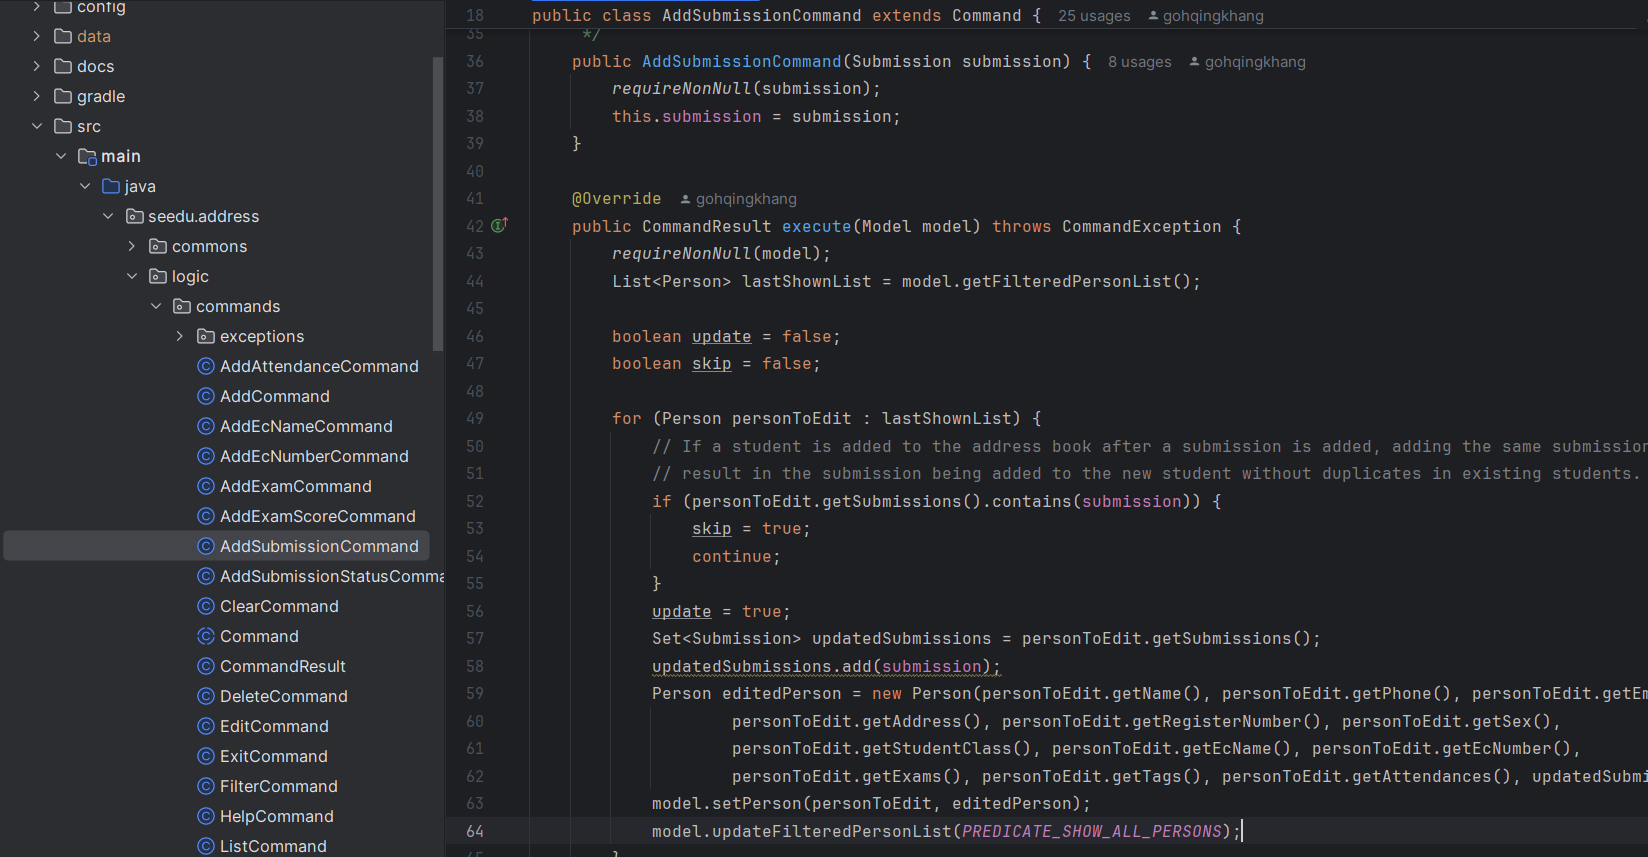 config
data
docs
gradle
src
main
java
seedu.address
commons
logic
commands
exceptions
AddAttendanceCommand
AddCommand
AddEcNameCommand
AddEcNumberCommand
AddExamCommand
AddExamScoreCommand
AddSubmissionCommand
AddSubmissionStatusComma
ClearCommand
Command
CommandResult
DeleteCommand
EditCommand
ExitCommand
FilterCommand
HelpCommand
ListCommand
18 public class AddSubmissionCommand extends Command { 25 usages gohqingkhang
35 */
36 public AddSubmissionCommand(Submission submission) { 8 usages gohqingkhang
37 requireNonNull(submission);
38 this.submission = submission;
39 }
40
41 @Override gohqingkhang
42 public CommandResult execute(Model model) throws CommandException {
43 requireNonNull(model);
44 List<Person> lastShownList = model.getFilteredPersonList();
45
46 boolean update = false;
47 boolean skip = false;
48
49 for (Person personToEdit : lastShownList) {
50 // If a student is added to the address book after a submission is added, adding the same submission
51 // result in the submission being added to the new student without duplicates in existing students.
52 if (personToEdit.getSubmissions().contains(submission)) {
53 skip = true;
54 continue;
55 }
56 update = true;
57 Set<Submission> updatedSubmissions = personToEdit.getSubmissions();
58 updatedSubmissions.add(submission);
59 Person editedPerson = new Person(personToEdit.getName(), personToEdit.getPhone(), personToEdit.getEm
60 personToEdit.getAddress(), personToEdit.getRegisterNumber(), personToEdit.getSex(),
61 personToEdit.getStudentClass(), personToEdit.getEcName(), personToEdit.getEcNumber(),
62 personToEdit.getExams(), personToEdit.getTags(), personToEdit.getAttendances(), updatedSubmi
63 model.setPerson(personToEdit, editedPerson);
64 model.updateFilteredPersonList(PREDICATE_SHOW_ALL_PERSONS);
65 }